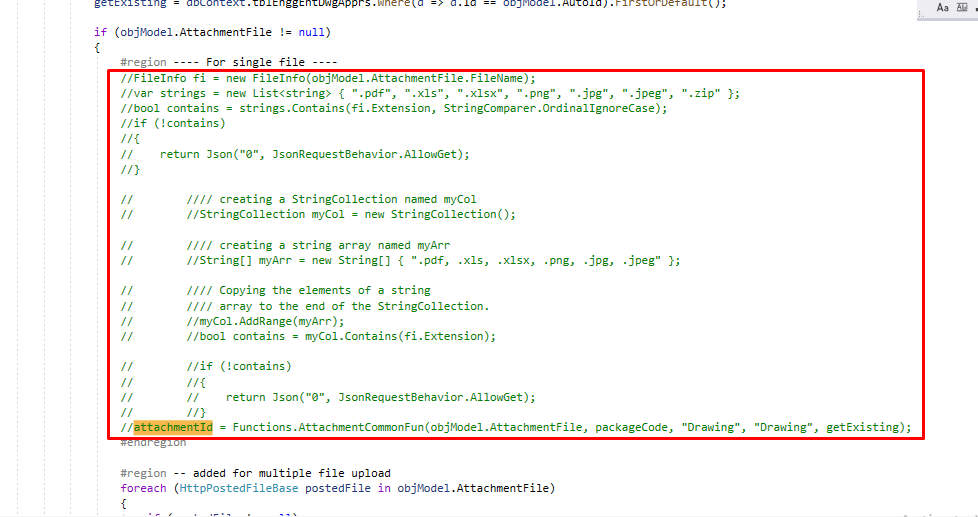 getExisting = dbContext.tblEnggEntDwgApprs.Where(d => d.Id == objModel.AutoId).FirstOrDefault();
Aa
if (objModel.AttachmentFile != null)
{
#region ---- For single file ----
//FileInfo fi = new FileInfo(objModel.AttachmentFile.FileName);
//var strings = new List<string> { ".pdf", ".xls", ".xlsx", ".png", ".jpg", ".jpeg", ".zip" };
//bool contains = strings.Contains(fi.Extension, StringComparer.OrdinalIgnoreCase);
//if (!contains)
//{
//    return Json("0", JsonRequestBehavior.AllowGet);
//}
//        //// creating a StringCollection named myCol
//        //StringCollection myCol = new StringCollection();
//        //// creating a string array named myArr
//        //String[] myArr = new String[] { ".pdf, .xls, .xlsx, .png, .jpg, .jpeg" };
//        //// Copying the elements of a string
//        //// array to the end of the StringCollection.
//        //myCol.AddRange(myArr);
//        //bool contains = myCol.Contains(fi.Extension);
//        //if (!contains)
//        //{
//        //    return Json("0", JsonRequestBehavior.AllowGet);
//        //}
//attachmentId = Functions.AttachmentCommonFun(objModel.AttachmentFile, packageCode, "Drawing", "Drawing", getExisting);
#endregion
#region -- added for multiple file upload
foreach (HttpPostedFileBase postedFile in objModel.AttachmentFile)
{